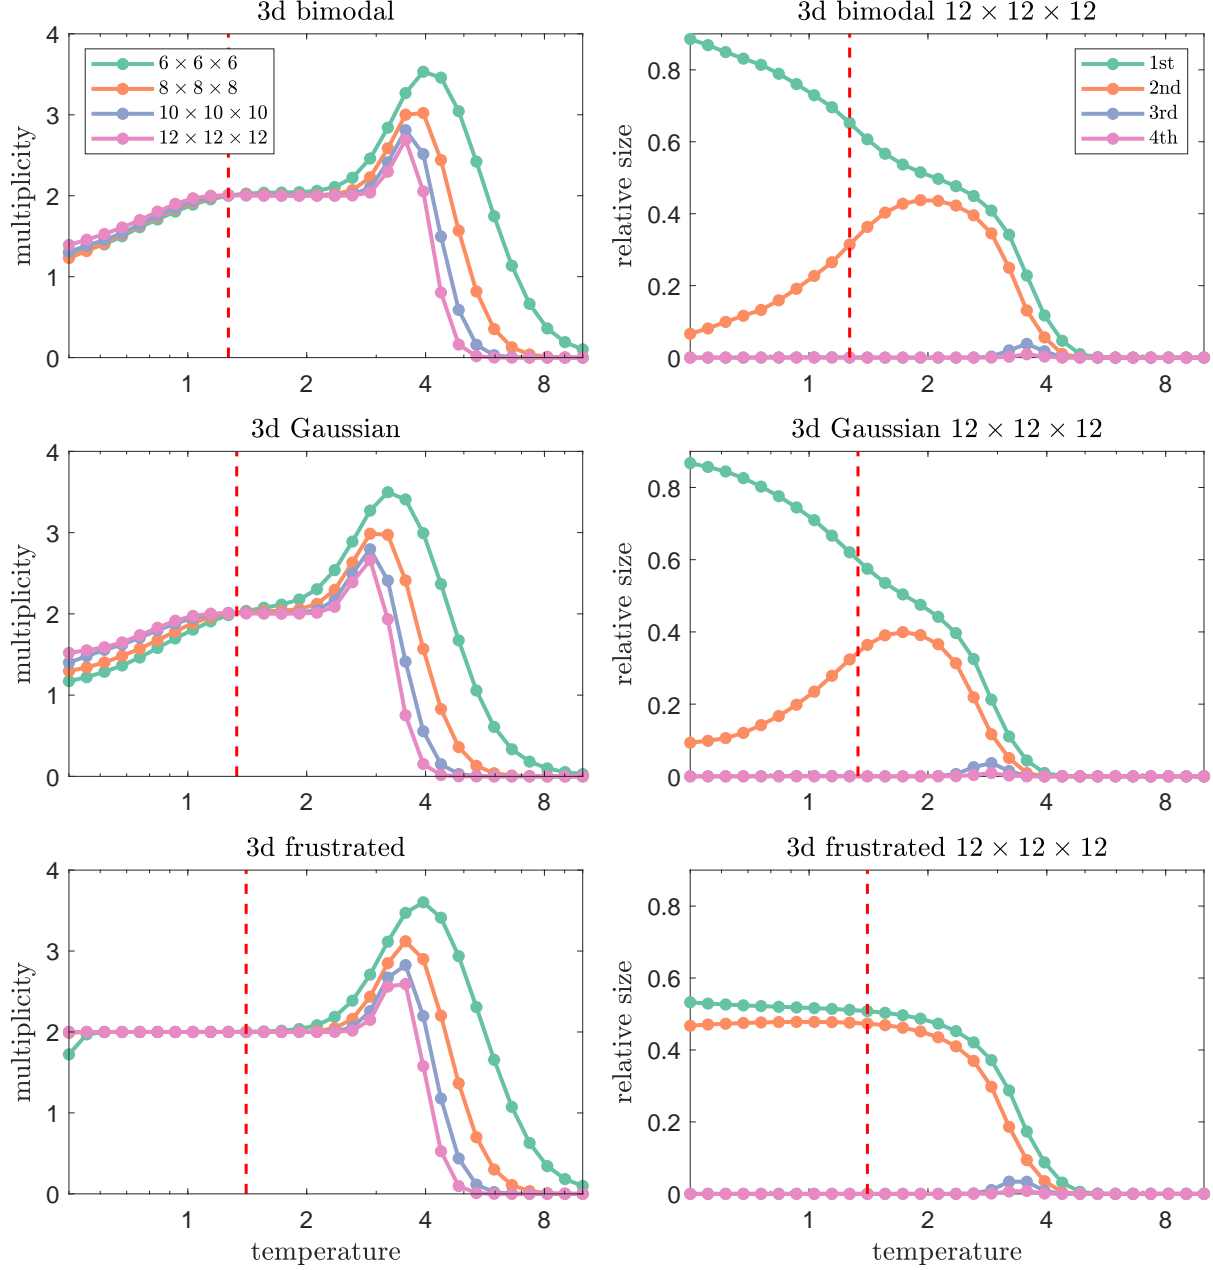 3d bimodal
multiplicity
4
3
2
1
0
6 × 6 × 6
8 × 8 × 8
10 × 10 × 10
12 × 12 × 12
1 2 4 8
3d bimodal 12 × 12 × 12
relative size
0.8
0.6
0.4
0.2
0
1st
2nd
3rd
4th
1 2 4 8
3d Gaussian
multiplicity
4
3
2
1
0
1 2 4 8
3d Gaussian 12 × 12 × 12
relative size
0.8
0.6
0.4
0.2
0
1 2 4 8
3d frustrated
multiplicity
4
3
2
1
0
1 2 4 8
temperature
3d frustrated 12 × 12 × 12
relative size
0.8
0.6
0.4
0.2
0
1 2 4 8
temperature